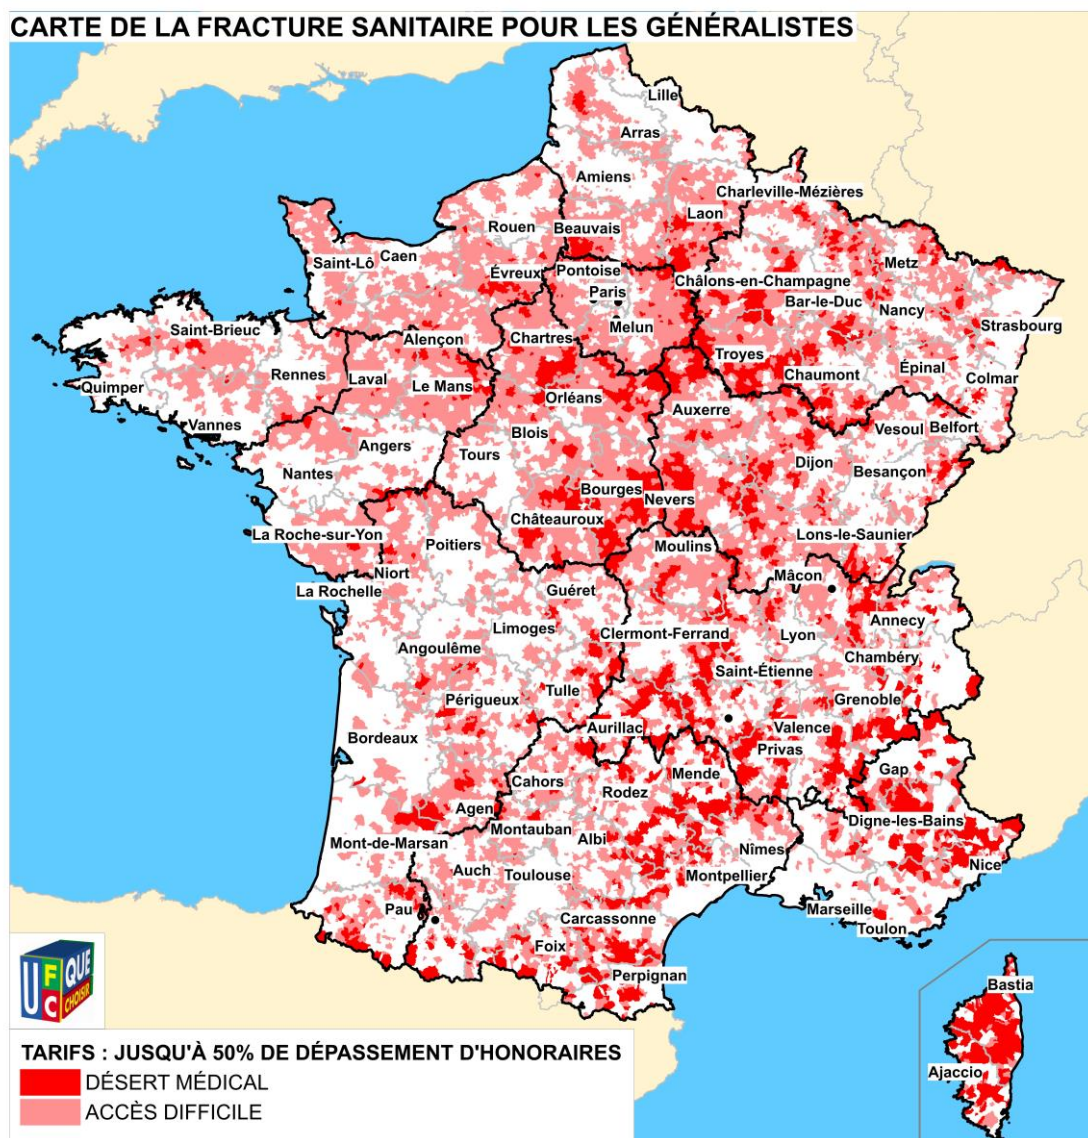 CARTE DE LA FRACTURE SANITAIRE POUR LES GÉNÉRALISTES
Lille
Arras
Amiens
Charleville-Mézières
Laon
Rouen
Beauvais
Saint-Lô
Caen
Évreux
Pontoise
Paris
Châlons-en-Champagne
Metz
Bar-le-Duc
Nancy
Strasbourg
Melun
Saint-Brieuc
Alençon
Chartres
Troyes
Chaumont
Épinal
Colmar
Quimper
Rennes
Laval
Le Mans
Orléans
Auxerre
Vannes
Angers
Blois
Vesoul
Belfort
Tours
Dijon
Besançon
Nantes
Bourges
Nevers
Châteauroux
La Roche-sur-Yon
Poitiers
Moulins
Lons-le-Saunier
Niort
Mâcon
La Rochelle
Guéret
Annecy
Limoges
Clermont-Ferrand
Lyon
Angoulême
Chambéry
Saint-Étienne
Périgueux
Tulle
Grenoble
Aurillac
Valence
Bordeaux
Privas
Cahors
Mende
Gap
Rodez
Agen
Digne-les-Bains
Montauban
Albi
Mont-de-Marsan
Nîmes
Nice
Auch
Toulouse
Montpellier
Pau
Marseille
Carcassonne
Toulon
Foix
Perpignan
Bastia
Ajaccio
UFC
QUE
CHOISIR
TARIFS : JUSQU'À 50% DE DÉPASSEMENT D'HONORAIRES
DÉSERT MÉDICAL
ACCÈS DIFFICILE